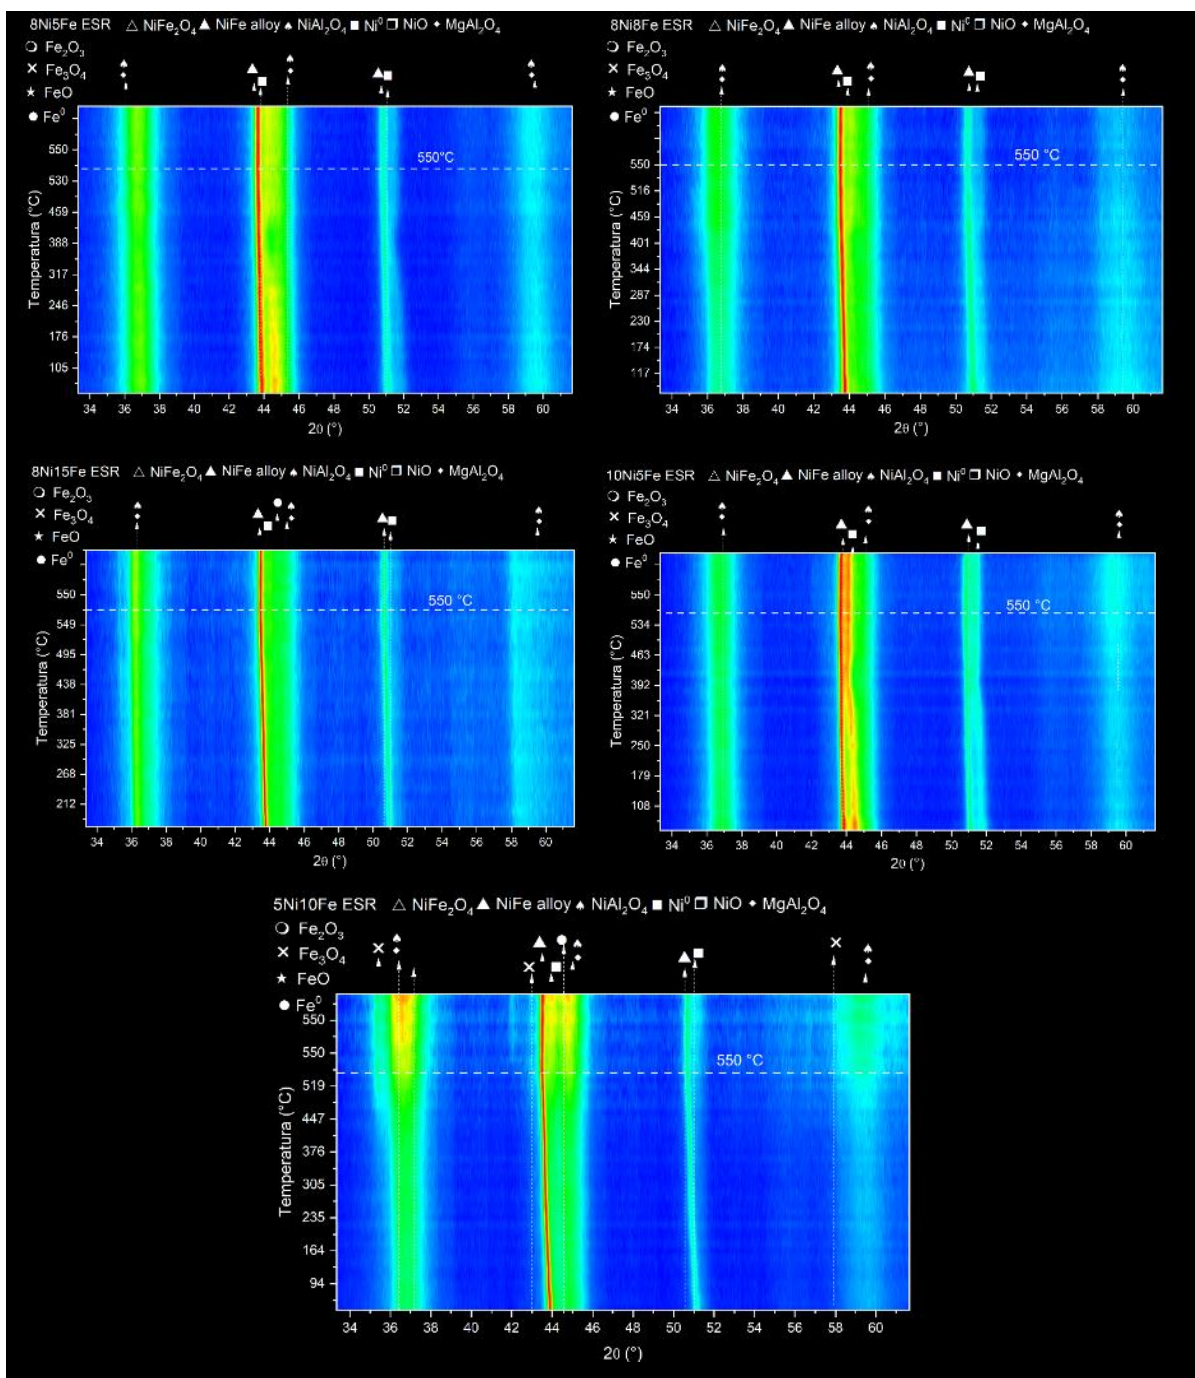 8Ni5Fe ESR △ NiFe₂O₄ ▲ NiFe alloy ♠ NiAl₂O₄ ■ Ni⁰ ❒ NiO ◆ MgAl₂O₄
❍ Fe₂O₃
✕ Fe₃O₄
★ FeO
● Fe⁰
550
530
459
388
317
246
176
105
Temperatura (°C)
550°C
34 36 38 40 42 44 46 48 50 52 54 56 58 60
2θ (°)
8Ni8Fe ESR △ NiFe₂O₄ ▲ NiFe alloy ♠ NiAl₂O₄ ■ Ni⁰ ❒ NiO ◆ MgAl₂O₄
❍ Fe₂O₃
✕ Fe₃O₄
★ FeO
● Fe⁰
550
516
459
401
344
287
230
174
117
Temperatura (°C)
550 °C
34 36 38 40 42 44 46 48 50 52 54 56 58 60
2θ (°)
8Ni15Fe ESR △ NiFe₂O₄ ▲ NiFe alloy ♠ NiAl₂O₄ ■ Ni⁰ ❒ NiO ◆ MgAl₂O₄
❍ Fe₂O₃
✕ Fe₃O₄
★ FeO
● Fe⁰
550
549
495
438
381
325
268
212
Temperatura (°C)
550 °C
34 36 38 40 42 44 46 48 50 52 54 56 58 60
2θ (°)
10Ni5Fe ESR △ NiFe₂O₄ ▲ NiFe alloy ♠ NiAl₂O₄ ■ Ni⁰ ❒ NiO ◆ MgAl₂O₄
❍ Fe₂O₃
✕ Fe₃O₄
★ FeO
● Fe⁰
550
534
463
392
321
250
179
108
Temperatura (°C)
550 °C
34 36 38 40 42 44 46 48 50 52 54 56 58 60
2θ (°)
5Ni10Fe ESR △ NiFe₂O₄ ▲ NiFe alloy ♠ NiAl₂O₄ ■ Ni⁰ ❒ NiO ◆ MgAl₂O₄
❍ Fe₂O₃
✕ Fe₃O₄
★ FeO
● Fe⁰
550
550
519
447
376
305
235
164
94
Temperatura (°C)
550 °C
34 36 38 40 42 44 46 48 50 52 54 56 58 60
2θ (°)